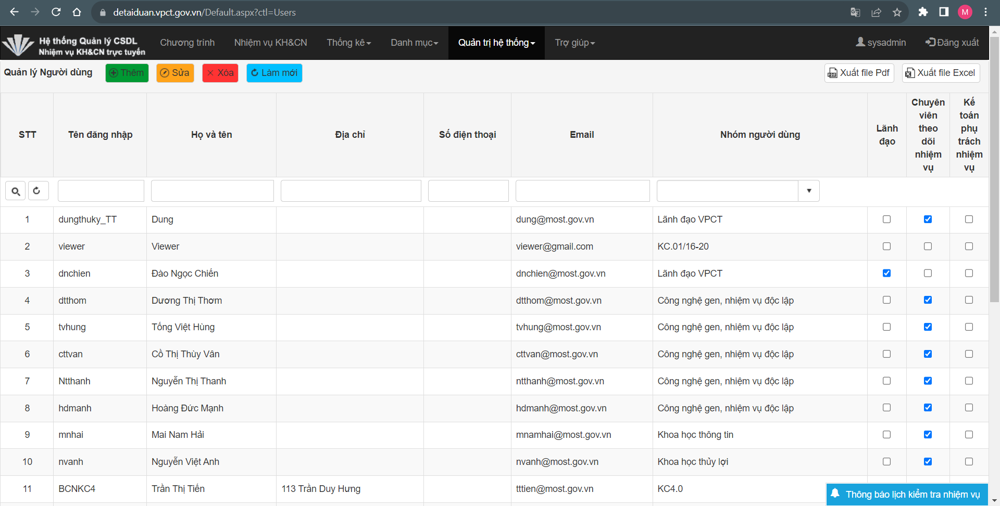 detaiduan.vpct.gov.vn/Default.aspx?ctl=Users
M
Hệ thống Quản lý CSDL
Nhiệm vụ KH&CN trực tuyến
Chương trình
Nhiệm vụ KH&CN
Thống kê
Danh mục
Quản trị hệ thống
Trợ giúp
sysadmin
Đăng xuất
Quản lý Người dùng
Thêm
Sửa
Xóa
Làm mới
Xuất file Pdf
Xuất file Excel
STT
Tên đăng nhập
Họ và tên
Địa chỉ
Số điện thoại
Email
Nhóm người dùng
Lãnh
đạo
Chuyên
viên
theo
dõi
nhiệm
vụ
Kế
toán
phụ
trách
nhiệm
vụ
1 dungthuky_TT Dung dung@most.gov.vn Lãnh đạo VPCT
2 viewer Viewer viewer@gmail.com KC.01/16-20
3 dnchien Đào Ngọc Chiến dnchien@most.gov.vn Lãnh đạo VPCT
4 dtthom Dương Thị Thơm dtthom@most.gov.vn Công nghệ gen, nhiệm vụ độc lập
5 tvhung Tống Việt Hùng tvhung@most.gov.vn Công nghệ gen, nhiệm vụ độc lập
6 cttvan Cồ Thị Thùy Vân cttvan@most.gov.vn Công nghệ gen, nhiệm vụ độc lập
7 Ntthanh Nguyễn Thị Thanh ntthanh@most.gov.vn Công nghệ gen, nhiệm vụ độc lập
8 hdmanh Hoàng Đức Mạnh hdmanh@most.gov.vn Công nghệ gen, nhiệm vụ độc lập
9 mnhai Mai Nam Hải mnamhai@most.gov.vn Khoa học thông tin
10 nvanh Nguyễn Việt Anh nvanh@most.gov.vn Khoa học thủy lợi
11 BCNKC4 Trần Thị Tiến 113 Trần Duy Hưng tttien@most.gov.vn KC4.0
Thông báo lịch kiểm tra nhiệm vụ